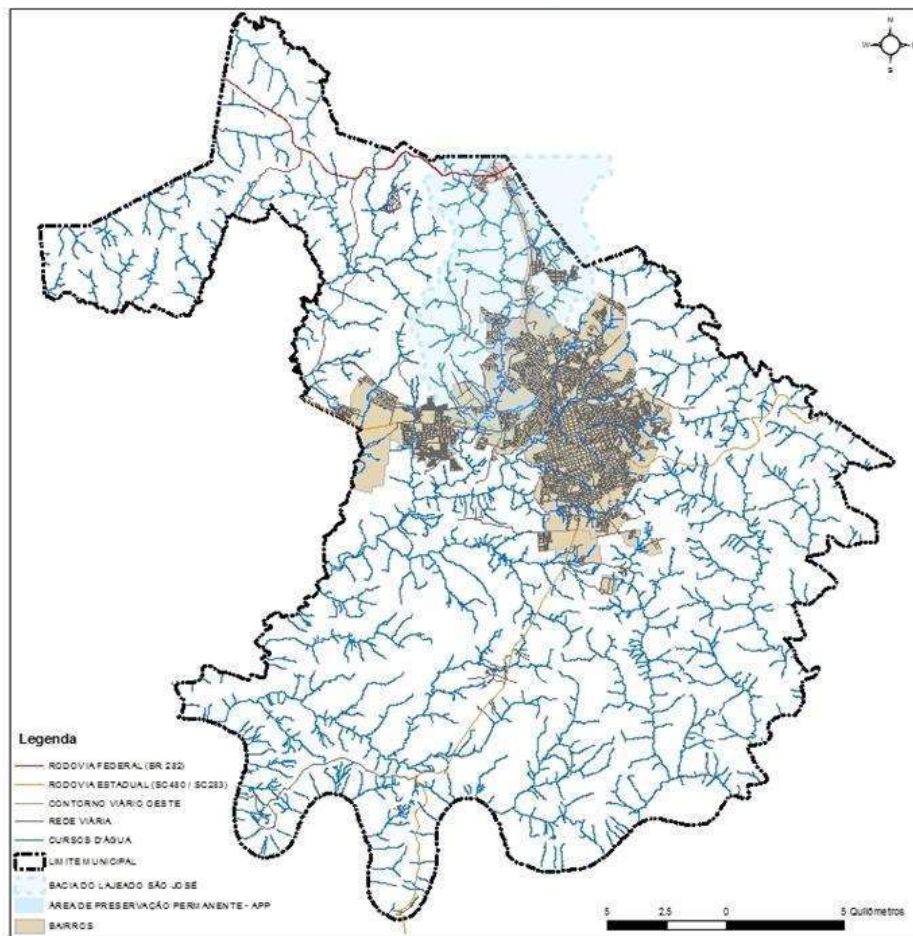 N
W
S
Legenda
RODOVIA FEDERAL (BR 282)
RODOVIA ESTADUAL (SC480 / SC283)
CONTORNO VIÁRIO OESTE
REDE VIÁRIA
CURSOS D'ÁGUA
LIMITE MUNICIPAL
BACIA DO LAJEADO SÃO JOSÉ
ÁREA DE PRESERVAÇÃO PERMANENTE - APP
BAIRROS
5 2,5 0 5 Quilômetros